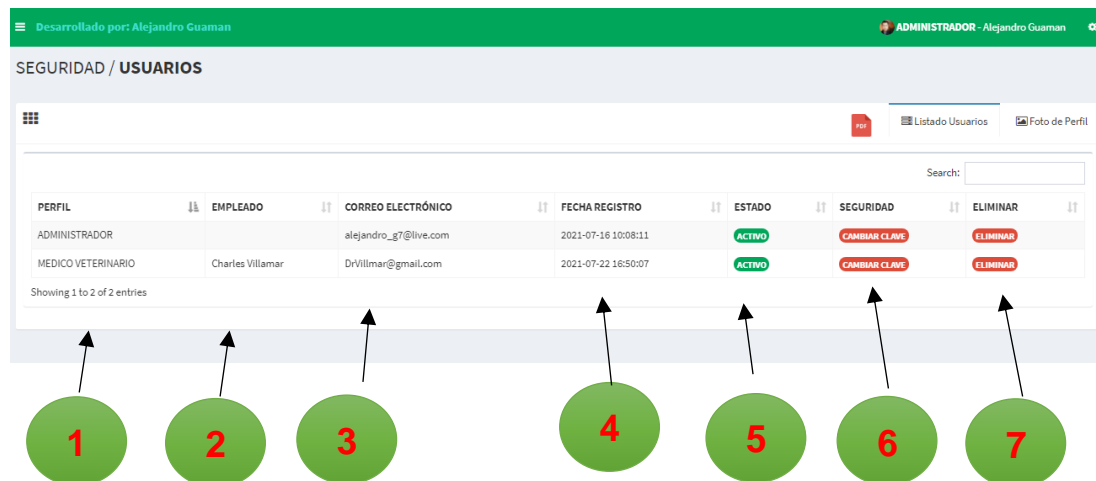 Desarrollado por: Alejandro Guaman
ADMINISTRADOR - Alejandro Guaman
SEGURIDAD / USUARIOS
PDF
Listado Usuarios
Foto de Perfil
Search:
PERFIL EMPLEADO CORREO ELECTRÓNICO FECHA REGISTRO ESTADO SEGURIDAD ELIMINAR
ADMINISTRADOR alejandro_g7@live.com 2021-07-16 10:08:11 ACTIVO CAMBIAR CLAVE ELIMINAR
MEDICO VETERINARIO Charles Villamar DrVillmar@gmail.com 2021-07-22 16:50:07 ACTIVO CAMBIAR CLAVE ELIMINAR
Showing 1 to 2 of 2 entries
1 2 3 4 5 6 7